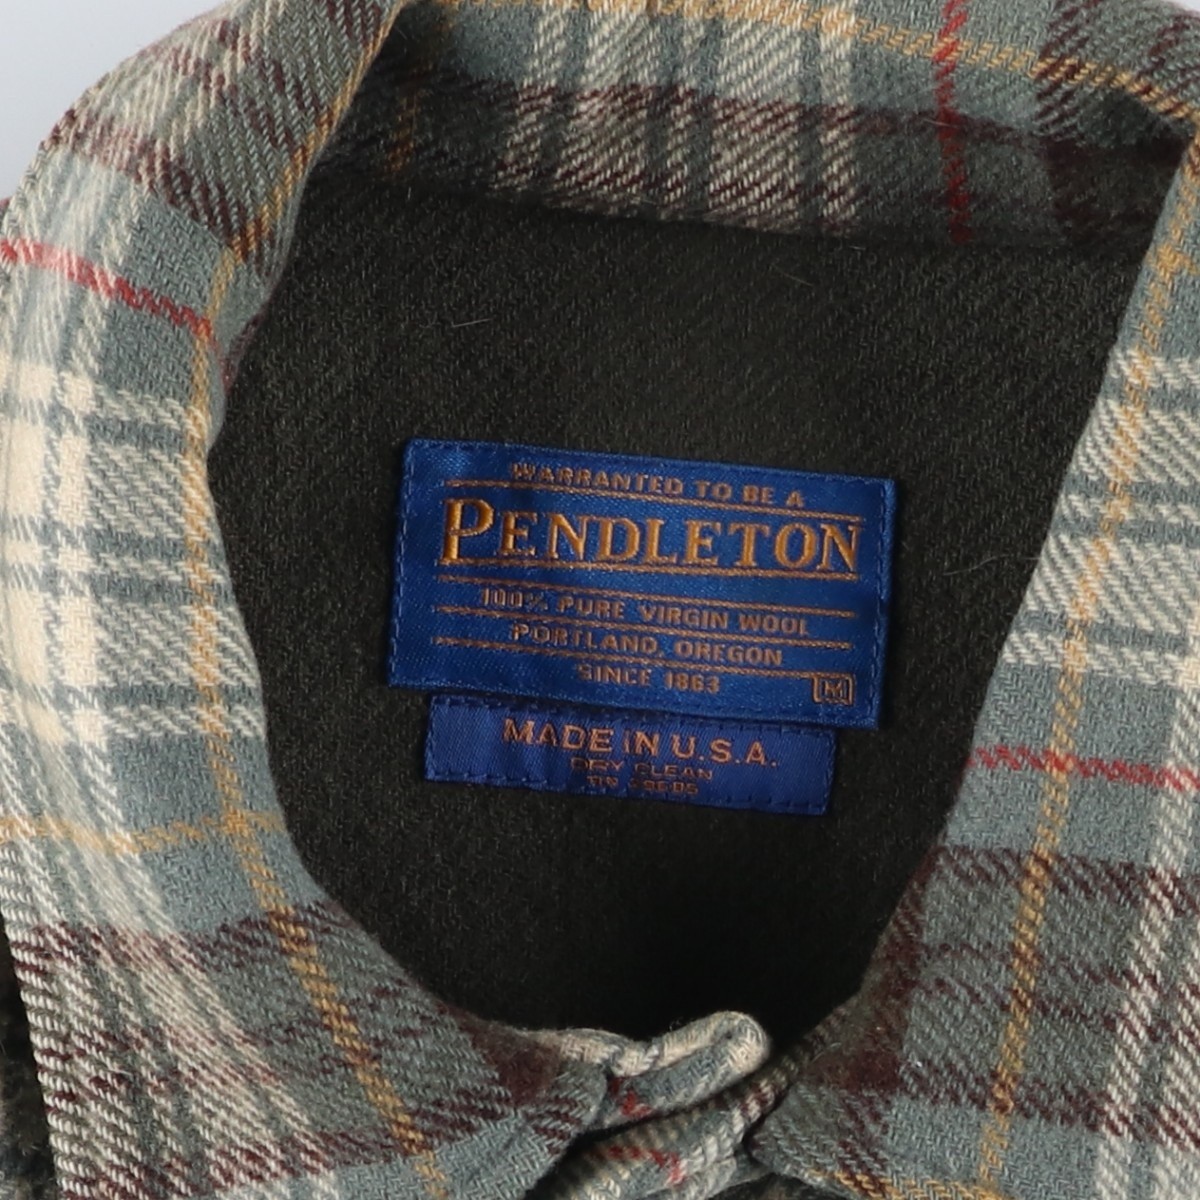 WARRANTED TO BE A
PENDLETON
100% PURE VIRGIN WOOL
PORTLAND, OREGON
SINCE 1863
M
MADE IN U.S.A.
DRY CLEAN